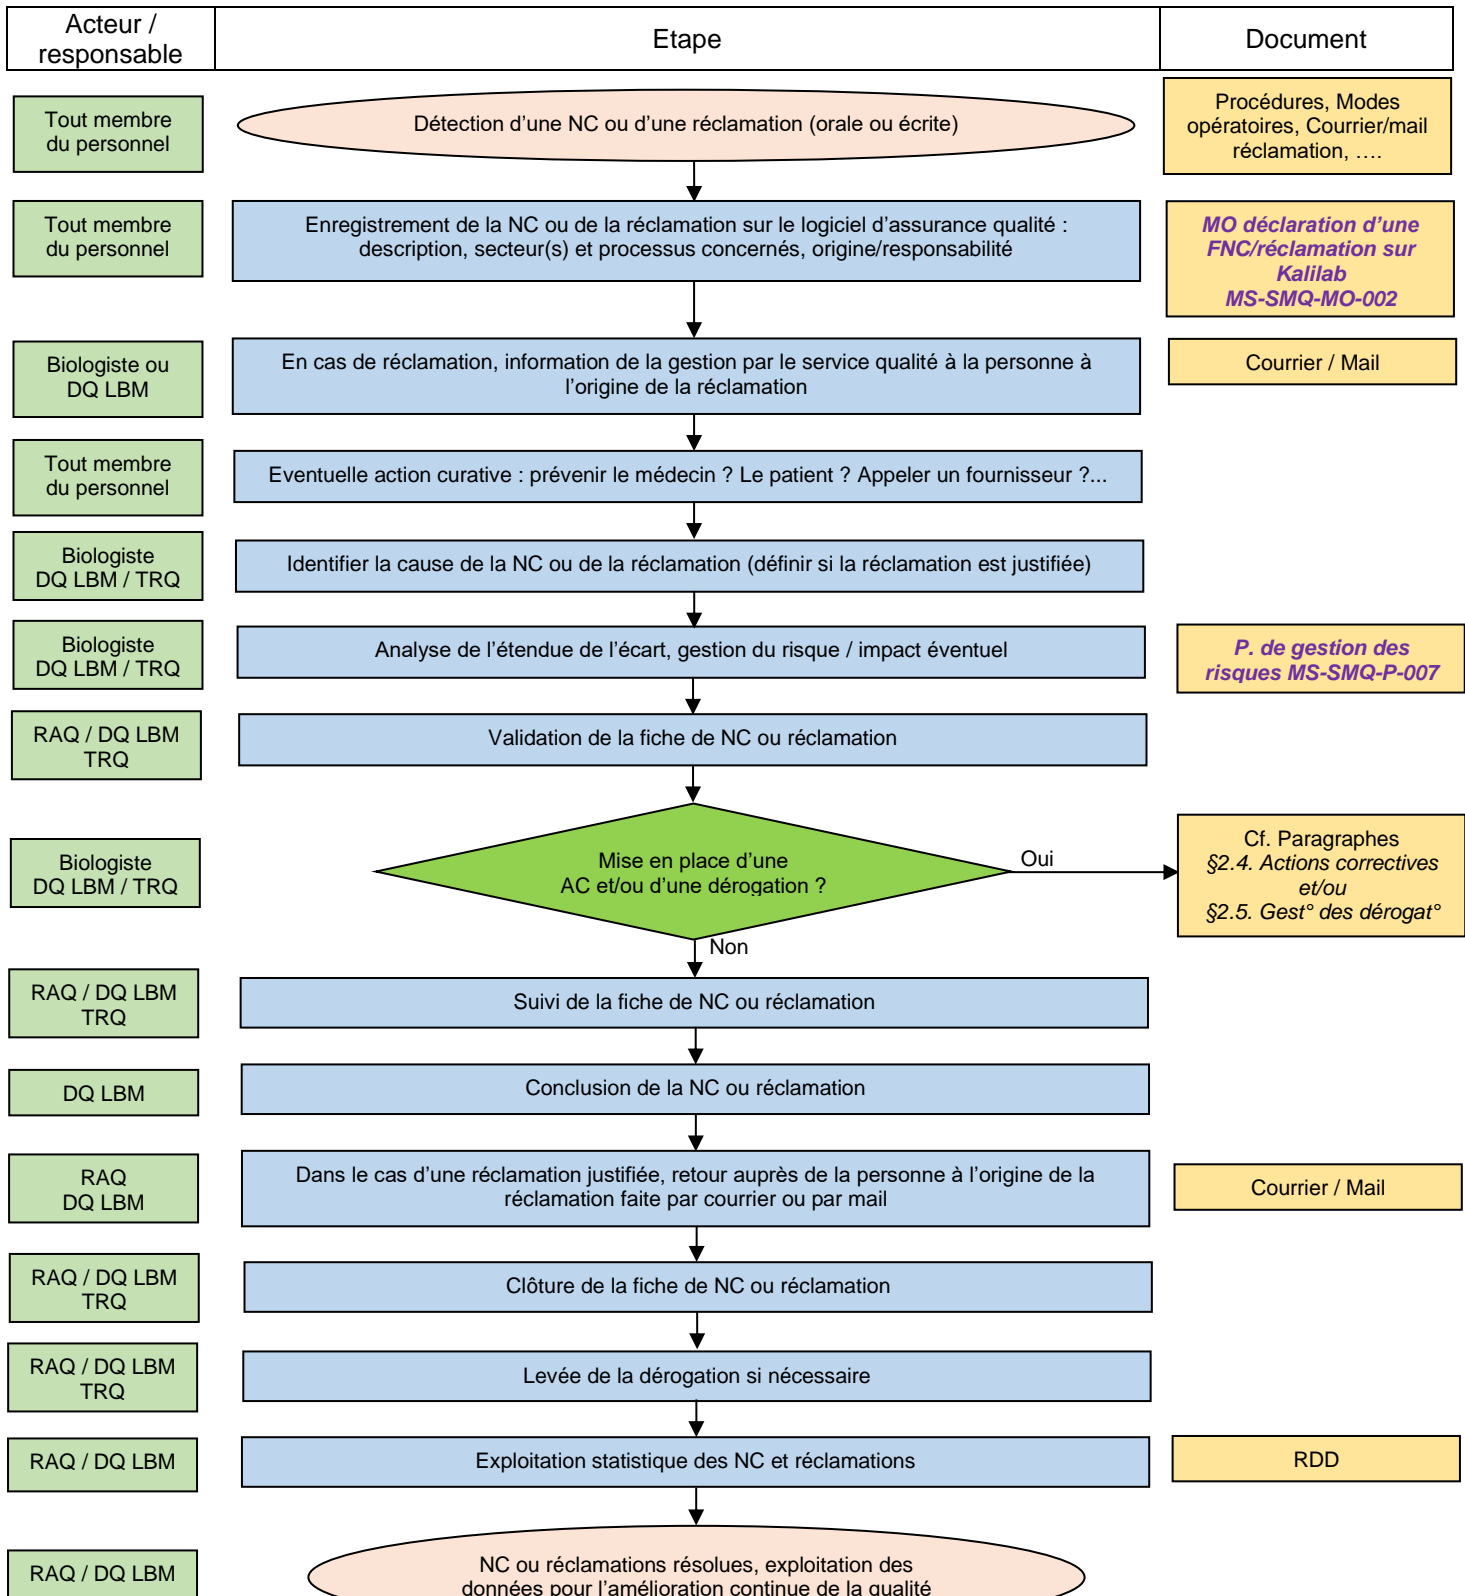 Acteur /
responsable
Etape
Document
Tout membre
du personnel
Détection d'une NC ou d'une réclamation (orale ou écrite)
Procédures, Modes
opératoires, Courrier/mail
réclamation, ….
Tout membre
du personnel
Enregistrement de la NC ou de la réclamation sur le logiciel d'assurance qualité :
description, secteur(s) et processus concernés, origine/responsabilité
MO déclaration d'une
FNC/réclamation sur
Kalilab
MS-SMQ-MO-002
Biologiste ou
DQ LBM
En cas de réclamation, information de la gestion par le service qualité à la personne à
l'origine de la réclamation
Courrier / Mail
Tout membre
du personnel
Eventuelle action curative : prévenir le médecin ? Le patient ? Appeler un fournisseur ?...
Biologiste
DQ LBM / TRQ
Identifier la cause de la NC ou de la réclamation (définir si la réclamation est justifiée)
Biologiste
DQ LBM / TRQ
Analyse de l'étendue de l'écart, gestion du risque / impact éventuel
P. de gestion des
risques MS-SMQ-P-007
RAQ / DQ LBM
TRQ
Validation de la fiche de NC ou réclamation
Biologiste
DQ LBM / TRQ
Mise en place d'une
AC et/ou d'une dérogation ?
Oui
Cf. Paragraphes
§2.4. Actions correctives
et/ou
§2.5. Gest° des dérogat°
Non
RAQ / DQ LBM
TRQ
Suivi de la fiche de NC ou réclamation
DQ LBM
Conclusion de la NC ou réclamation
RAQ
DQ LBM
Dans le cas d'une réclamation justifiée, retour auprès de la personne à l'origine de la
réclamation faite par courrier ou par mail
Courrier / Mail
RAQ / DQ LBM
TRQ
Clôture de la fiche de NC ou réclamation
RAQ / DQ LBM
TRQ
Levée de la dérogation si nécessaire
RAQ / DQ LBM
Exploitation statistique des NC et réclamations
RDD
RAQ / DQ LBM
NC ou réclamations résolues, exploitation des
données pour l'amélioration continue de la qualité